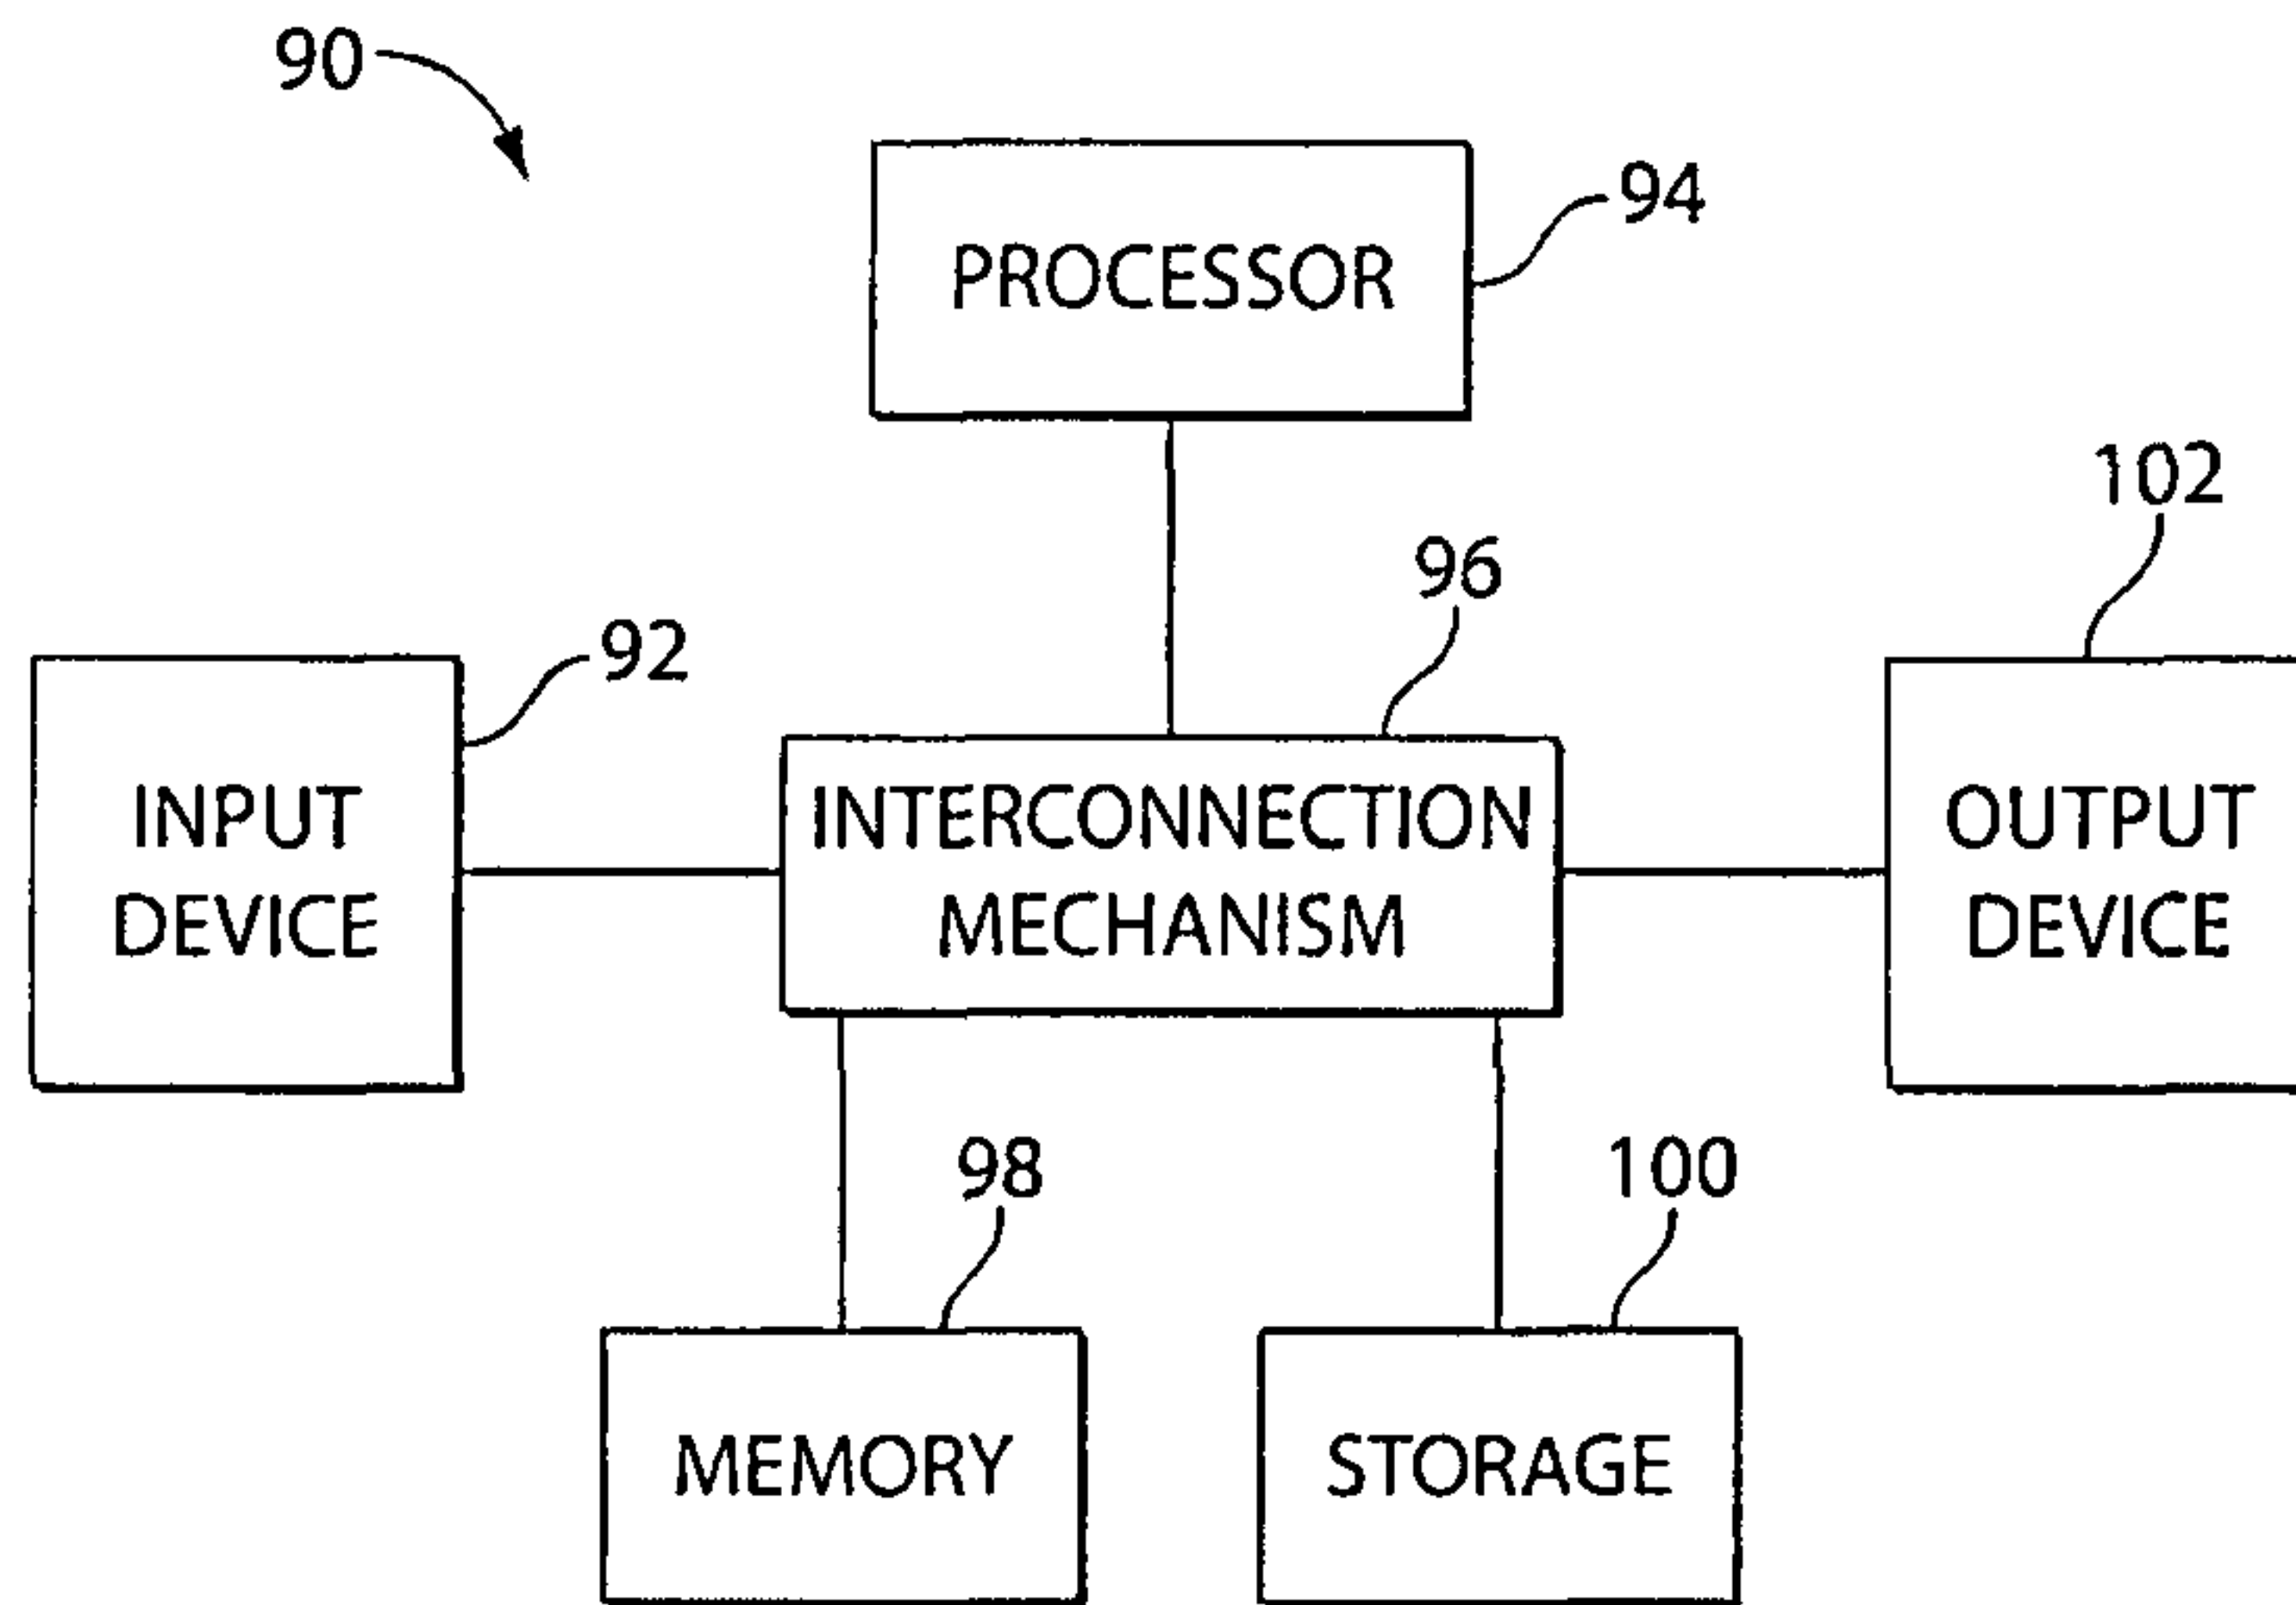 90
PROCESSOR
94
102
96
92
INPUT
DEVICE
INTERCONNECTION
MECHANISM
OUTPUT
DEVICE
98
100
MEMORY
STORAGE